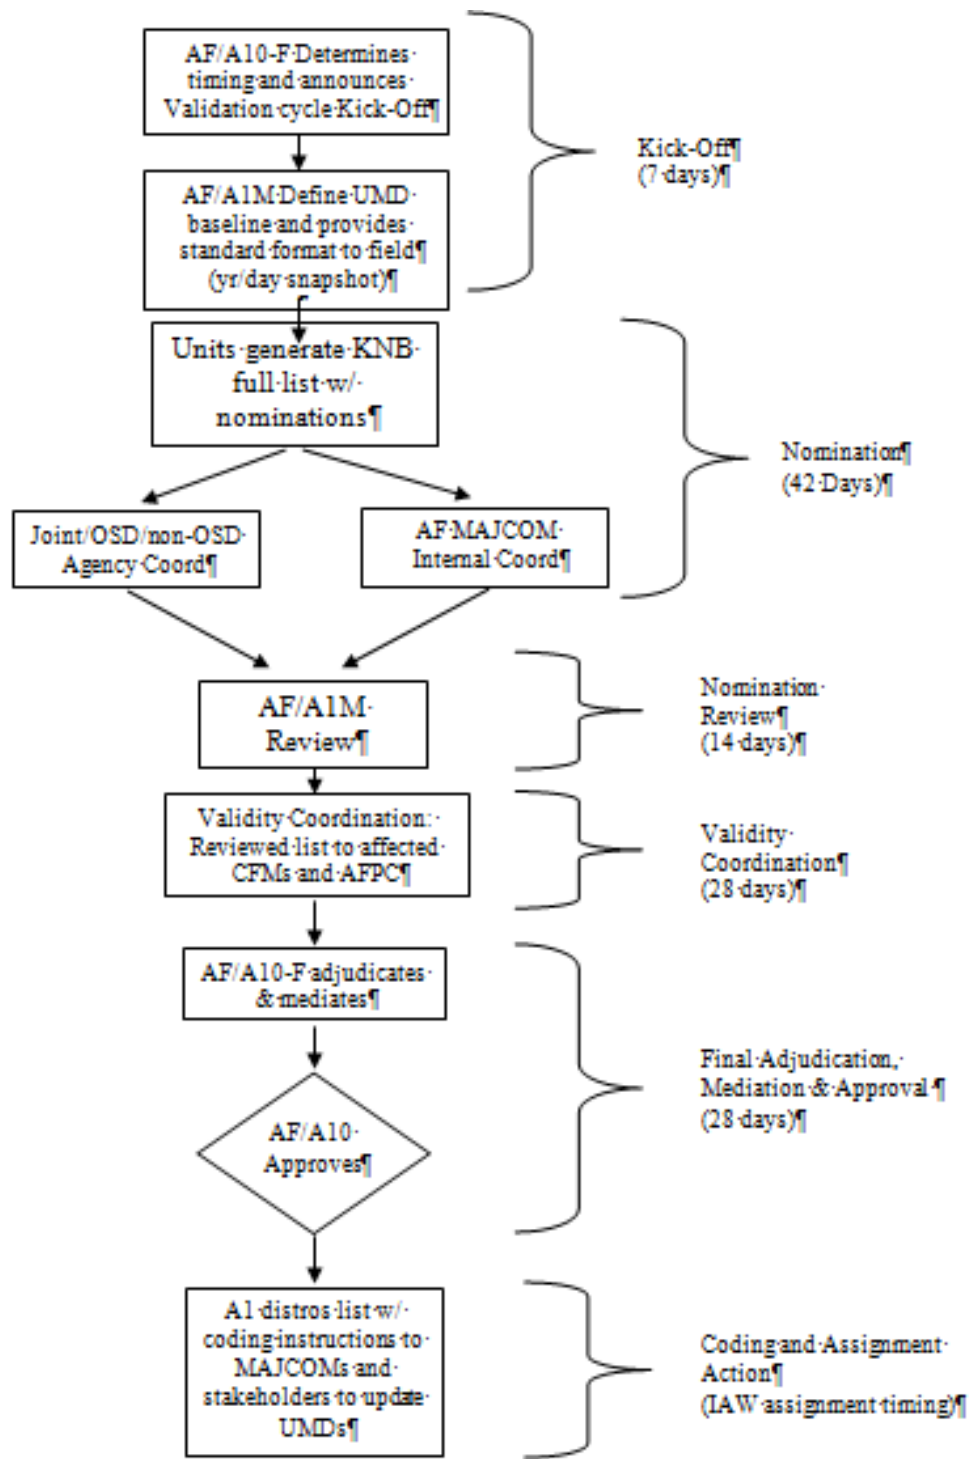 AF/A10-F·Determines·
timing·and·announces·
Validation·cycle·Kick-Off¶
Kick-Off¶
(7·days)¶
AF/A1M·Define·UMD·
baseline·and·provides·
standard·format·to·field¶
(yr/day·snapshot)¶
¶
Units·generate·KNB·
full·list·w/·
nominations¶
Nomination¶
(42·Days)¶
Joint/OSD/non-OSD·
Agency·Coord¶
AF·MAJCOM·
Internal·Coord¶
AF/A1M·
Review¶
Nomination·
Review¶
(14·days)¶
Validity·Coordination:·
Reviewed·list·to·affected·
CFMs·and·AFPC¶
Validity·
Coordination¶
(28·days)¶
AF/A10-F·adjudicates·
&·mediates¶
AF/A10·
Approves¶
Final·Adjudication,·
Mediation·&·Approval·¶
(28·days)¶
A1·distros·list·w/·
coding·instructions·to·
MAJCOMs·and·
stakeholders·to·update·
UMDs¶
Coding·and·Assignment·
Action¶
(IAW·assignment·timing)¶